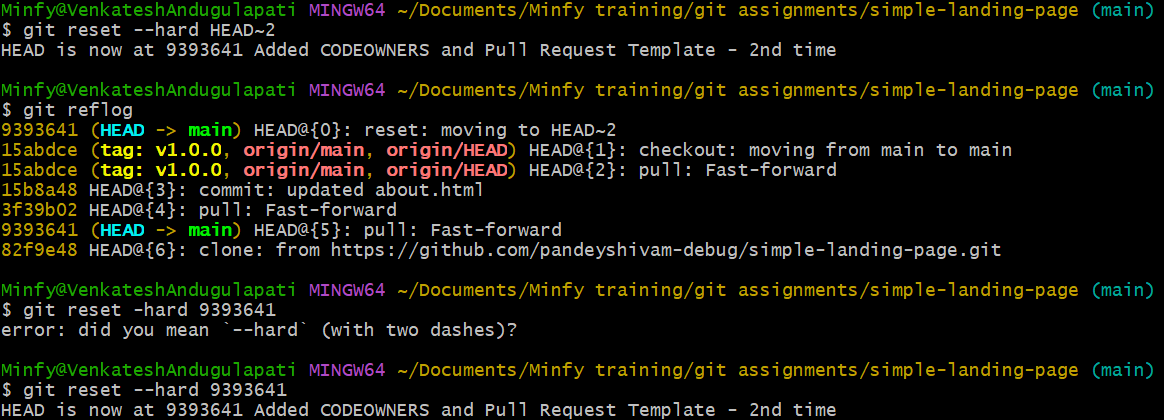 Minfy@VenkateshAndugulapati MINGW64 ~/Documents/Minfy training/git assignments/simple-landing-page (main)
$ git reset --hard HEAD~2
HEAD is now at 9393641 Added CODEOWNERS and Pull Request Template - 2nd time
Minfy@VenkateshAndugulapati MINGW64 ~/Documents/Minfy training/git assignments/simple-landing-page (main)
$ git reflog
9393641 (HEAD -> main) HEAD@{0}: reset: moving to HEAD~2
15abdce (tag: v1.0.0, origin/main, origin/HEAD) HEAD@{1}: checkout: moving from main to main
15abdce (tag: v1.0.0, origin/main, origin/HEAD) HEAD@{2}: pull: Fast-forward
15b8a48 HEAD@{3}: commit: updated about.html
3f39b02 HEAD@{4}: pull: Fast-forward
9393641 (HEAD -> main) HEAD@{5}: pull: Fast-forward
82f9e48 HEAD@{6}: clone: from https://github.com/pandeyshivam-debug/simple-landing-page.git
Minfy@VenkateshAndugulapati MINGW64 ~/Documents/Minfy training/git assignments/simple-landing-page (main)
$ git reset -hard 9393641
error: did you mean `--hard` (with two dashes)?
Minfy@VenkateshAndugulapati MINGW64 ~/Documents/Minfy training/git assignments/simple-landing-page (main)
$ git reset --hard 9393641
HEAD is now at 9393641 Added CODEOWNERS and Pull Request Template - 2nd time